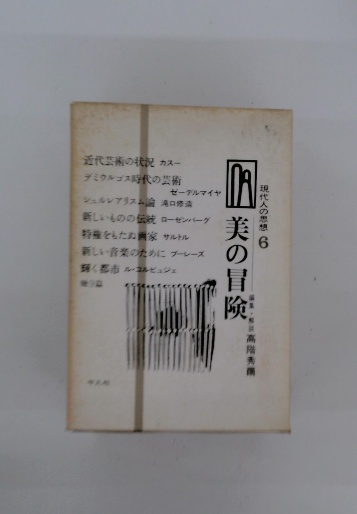 現代人の思想 6
美の冒険
編集・解説 高階秀爾
近代芸術の状況 カスー
デミウルゴス時代の芸術
ゼーデルマイヤ
シュルレアリスム論 滝口修造
新しいものの伝統 ローゼンバーグ
特権をもたぬ画家 サルトル
新しい音楽のために ブーレーズ
輝く都市 ル・コルビュジェ
平凡社